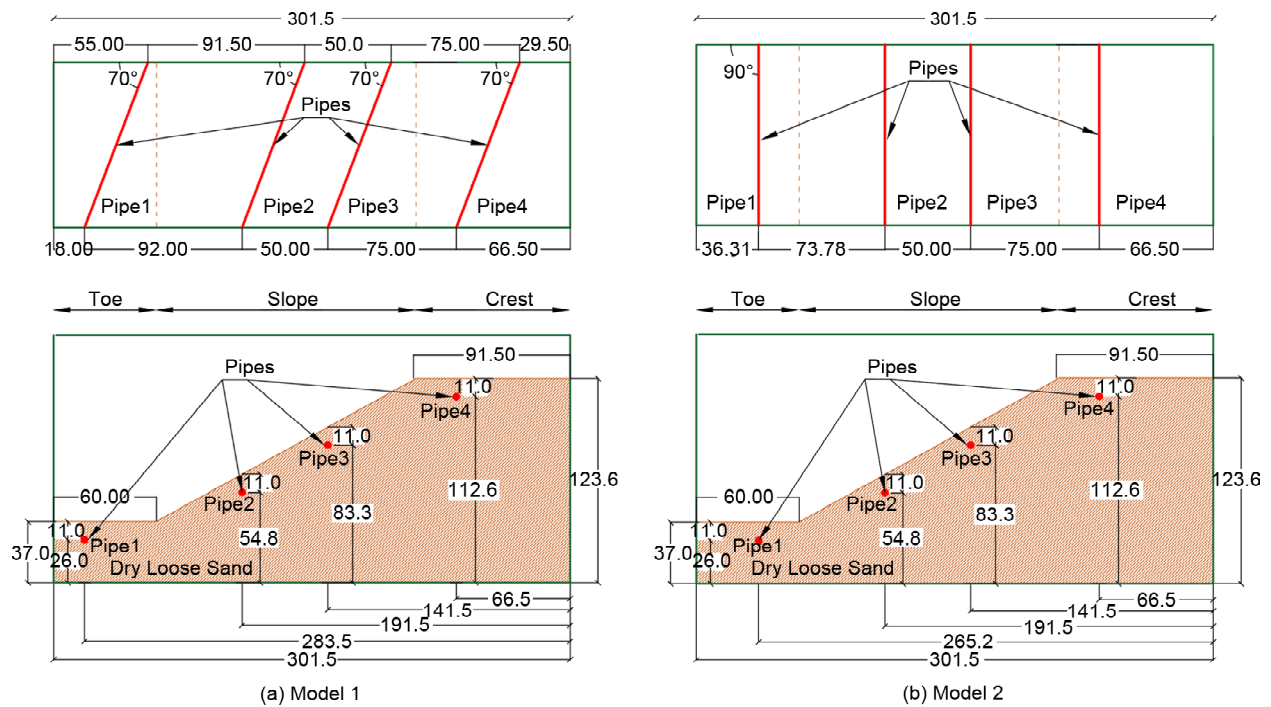 301.5
55.00 91.50 50.0 75.00 29.50
70° 70° 70° 70°
Pipes
Pipe1 Pipe2 Pipe3 Pipe4
18.00 92.00 50.00 75.00 66.50
Toe Slope Crest
91.50
Pipes
11.0
Pipe4
11.0
Pipe3
11.0
Pipe2
60.00
112.6
123.6
83.3
54.8
11.0
37.0
26.0
Pipe1
Dry Loose Sand
66.5
141.5
191.5
283.5
301.5
(a) Model 1
301.5
90°
Pipes
Pipe1 Pipe2 Pipe3 Pipe4
36.31 73.78 50.00 75.00 66.50
Toe Slope Crest
91.50
Pipes
11.0
Pipe4
11.0
Pipe3
11.0
Pipe2
60.00
112.6
123.6
83.3
54.8
11.0
37.0
26.0
Pipe1
Dry Loose Sand
66.5
141.5
191.5
265.2
301.5
(b) Model 2